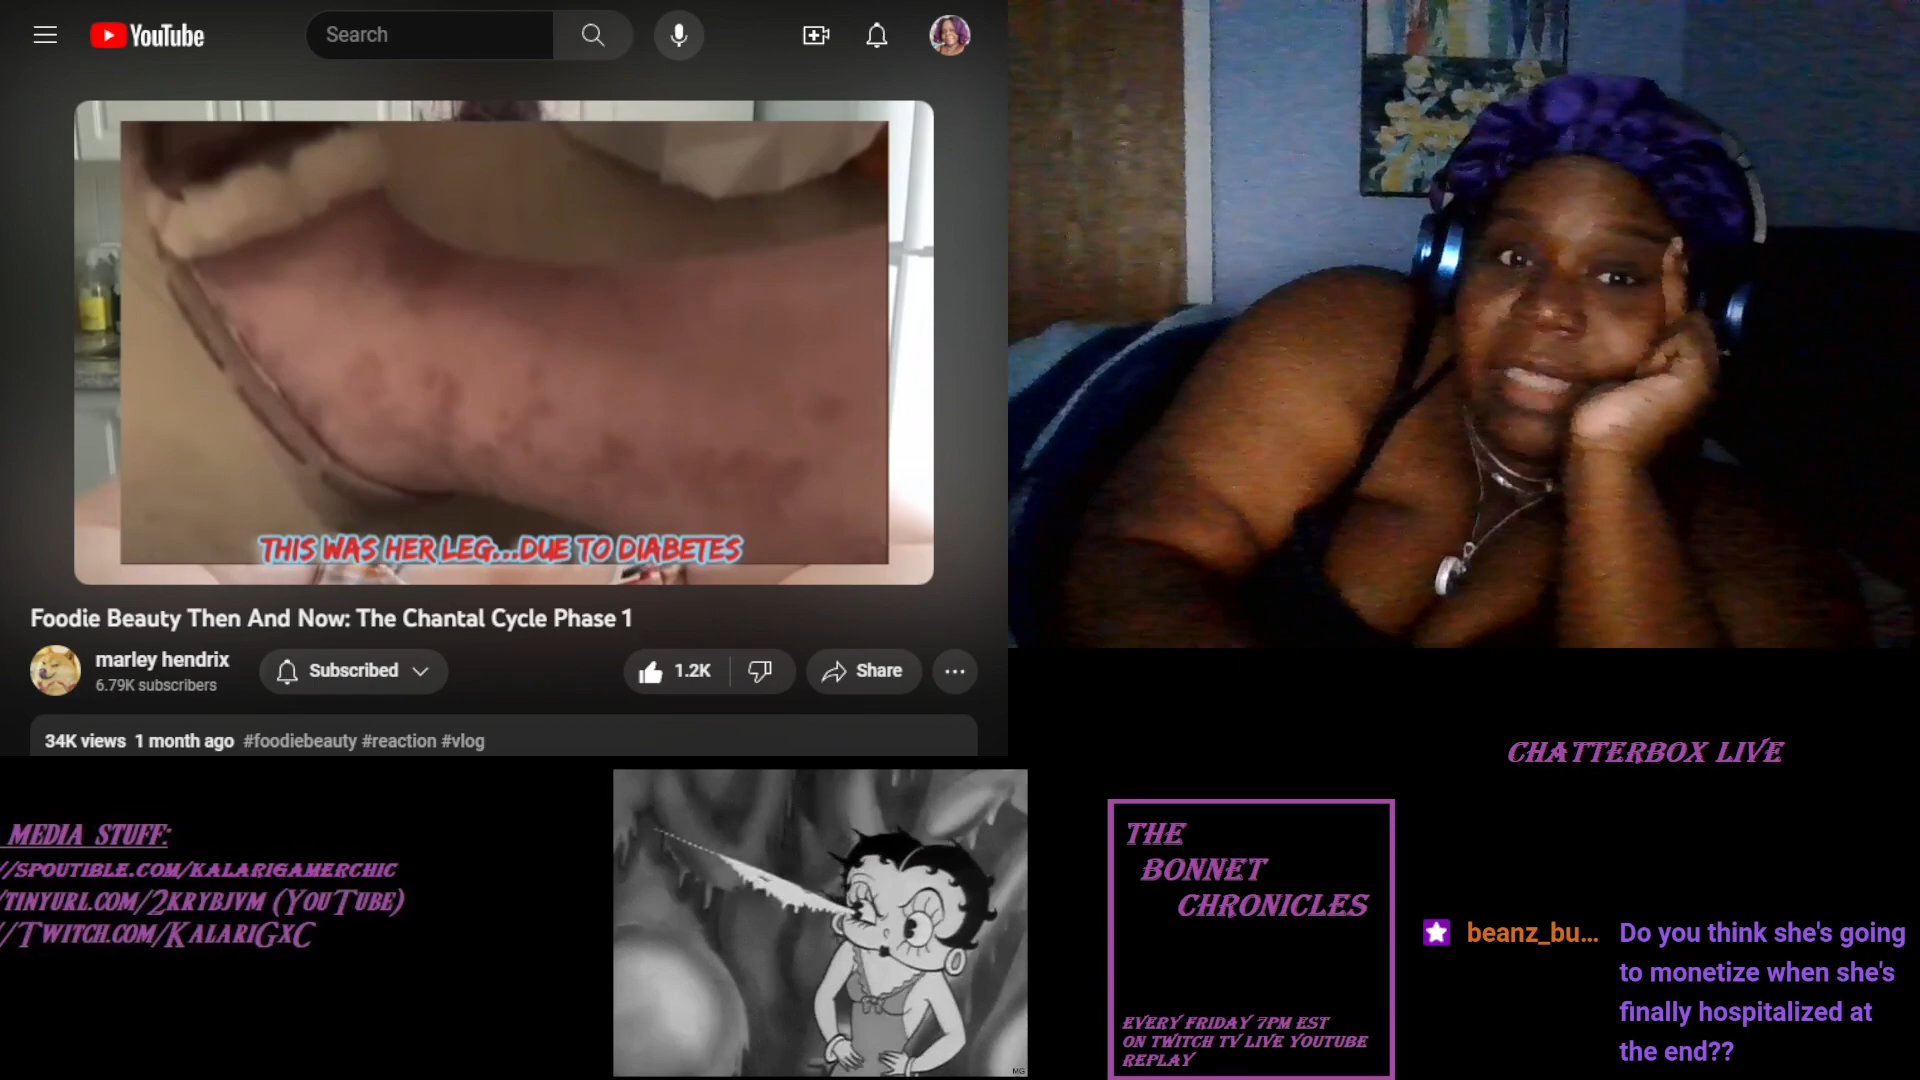 YouTube
Search
THIS WAS HER LEG...DUE TO DIABETES
Foodie Beauty Then And Now: The Chantal Cycle Phase 1
marley hendrix
6.79K subscribers
Subscribed
1.2K
Share
34K views 1 month ago #foodiebeauty #reaction #vlog
MEDIA STUFF:
//SPOUTIBLE.COM/KALARIGAMERCHIC
/TINYURL.COM/2KRYBJVM (YOUTUBE)
//TWITCH.COM/KALARIGXC
MG
THE
BONNET
CHRONICLES
EVERY FRIDAY 7PM EST
ON TWITCH TV LIVE YOUTUBE
REPLAY
CHATTERBOX LIVE
beanz_bu... Do you think she's going
to monetize when she's
finally hospitalized at
the end??